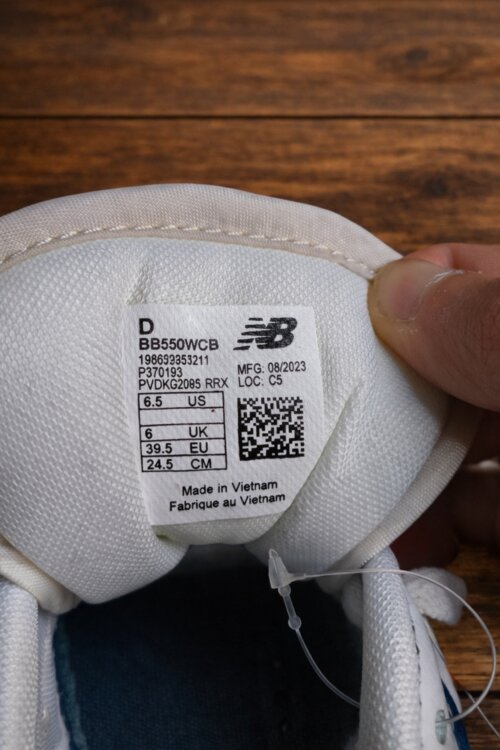 D
NB
BB550WCB
198693353211
P370193
MFG: 08/2023
PVDKG2085 RRX
LOC: C5
6.5 US
6 UK
39.5 EU
24.5 CM
Made in Vietnam
Fabrique au Vietnam